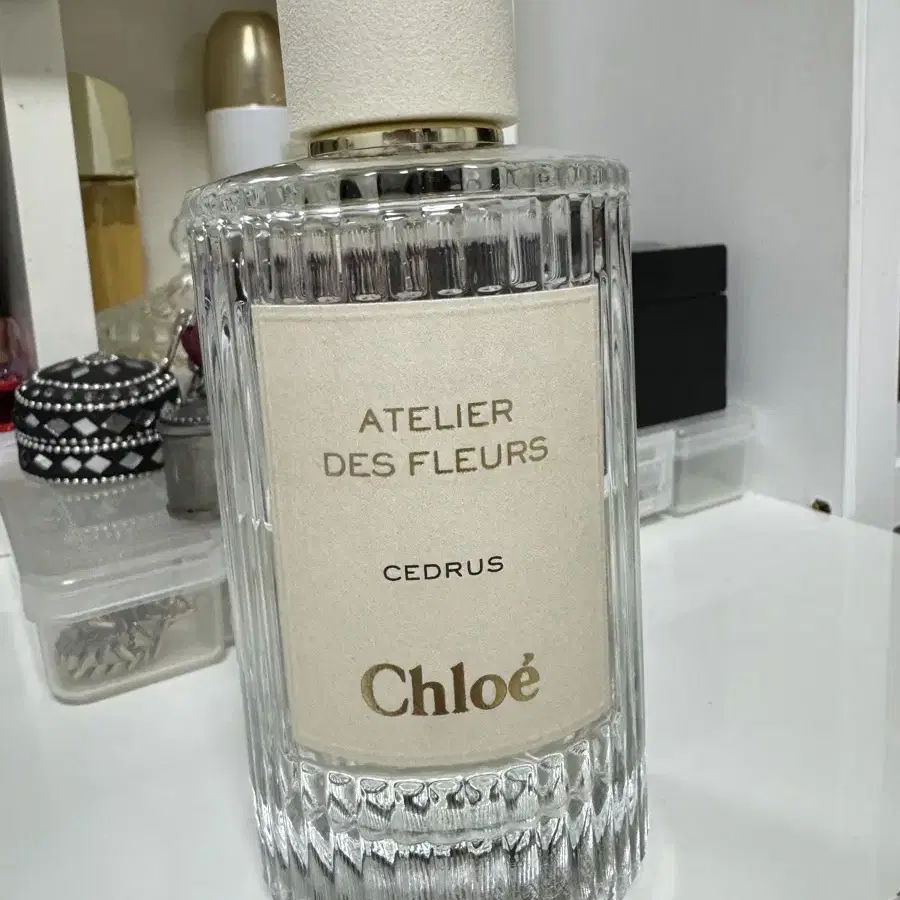 ATELIER
DES FLEURS
CEDRUS
Chloé